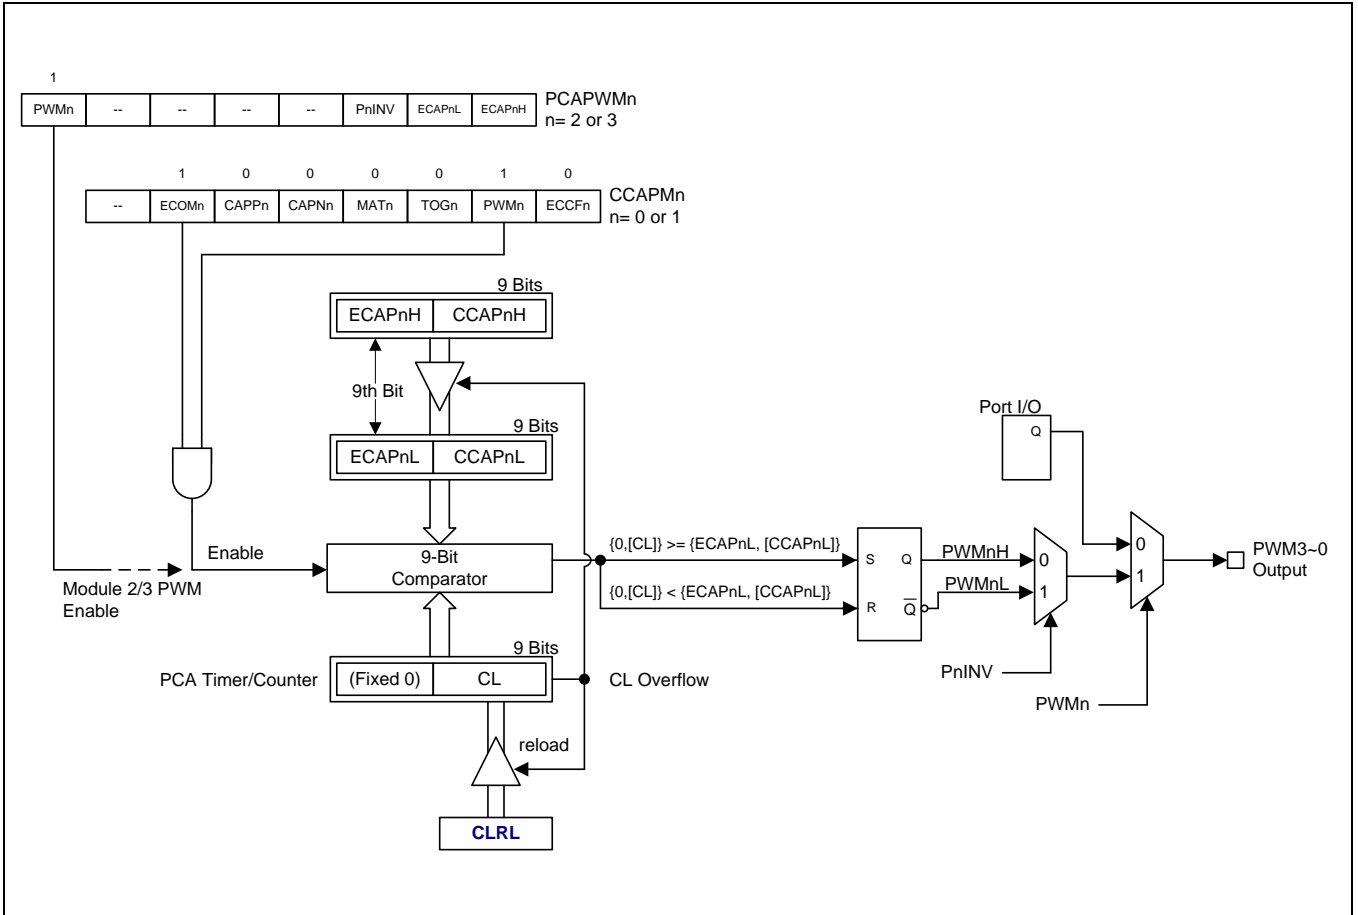 1
PWMn -- -- -- -- PnINV ECAPnL ECAPnH
PCAPWMn
n= 2 or 3
1 0 0 0 0 1 0
-- ECOMn CAPPn CAPNn MATn TOGn PWMn ECCFn
CCAPMn
n= 0 or 1
9 Bits
ECAPnH CCAPnH
9th Bit
9 Bits
ECAPnL CCAPnL
Port I/O
Q
Enable
9-Bit
Comparator
Module 2/3 PWM
Enable
{0,[CL]} >= {ECAPnL, [CCAPnL]}
{0,[CL]} < {ECAPnL, [CCAPnL]}
S Q
R Q
PWMnH
PWMnL
0
1
0
1
PWM3~0
Output
PnINV
PWMn
9 Bits
PCA Timer/Counter
(Fixed 0) CL
CL Overflow
reload
CLRL